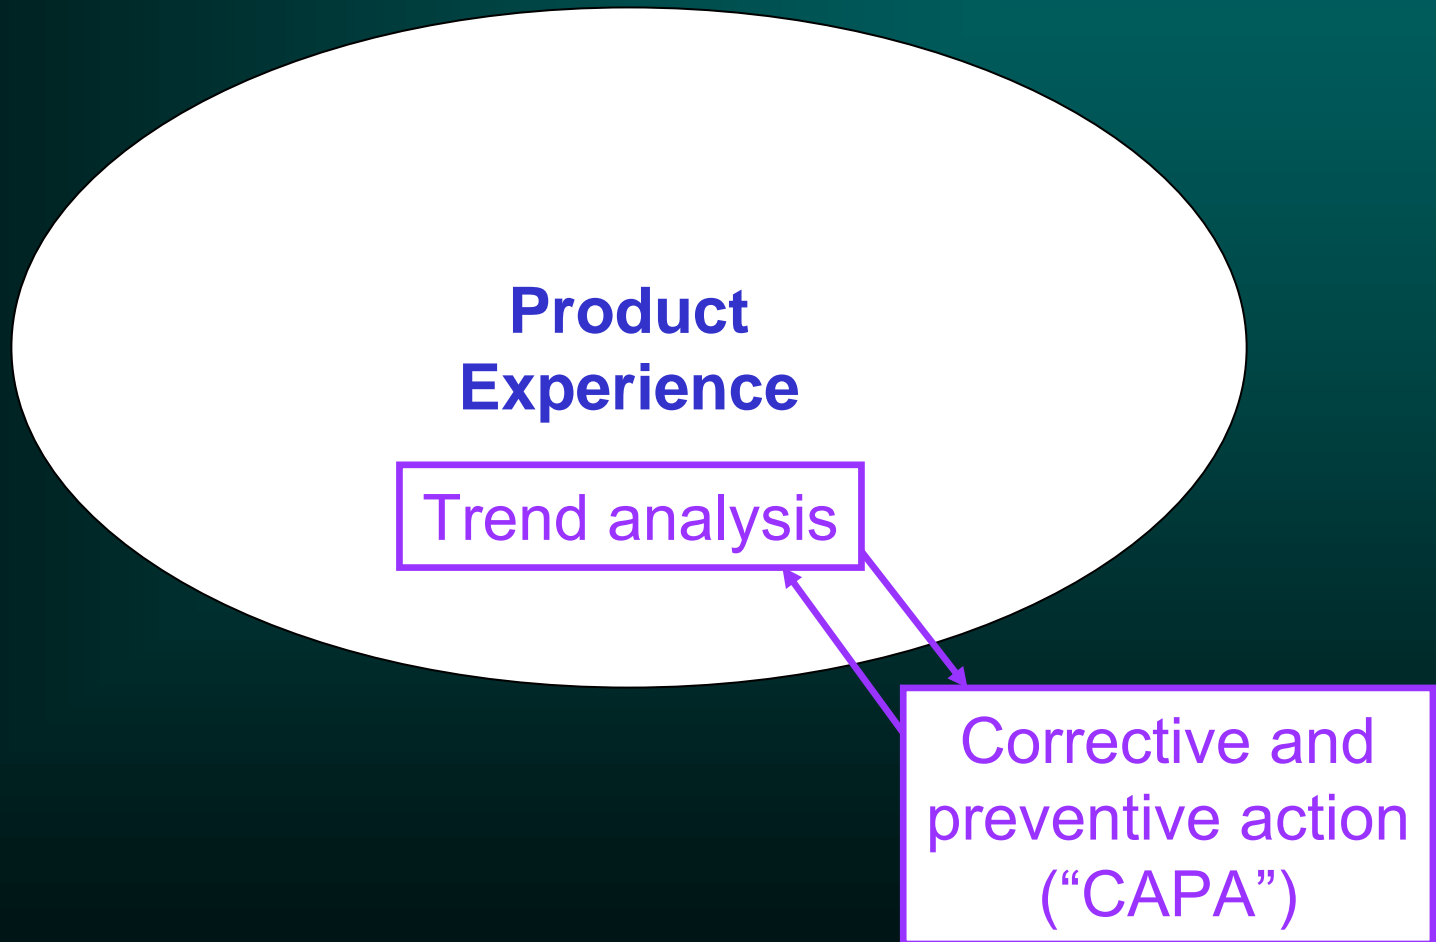 Product
Experience
Trend analysis
Corrective and
preventive action
(“CAPA”)